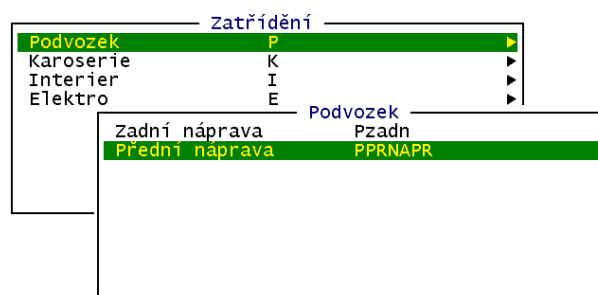 Zatřídění
Podvozek P
Karoserie K
Interier I
Elektro E
Podvozek
Zadní náprava Pzadn
Přední náprava PPRNAPR